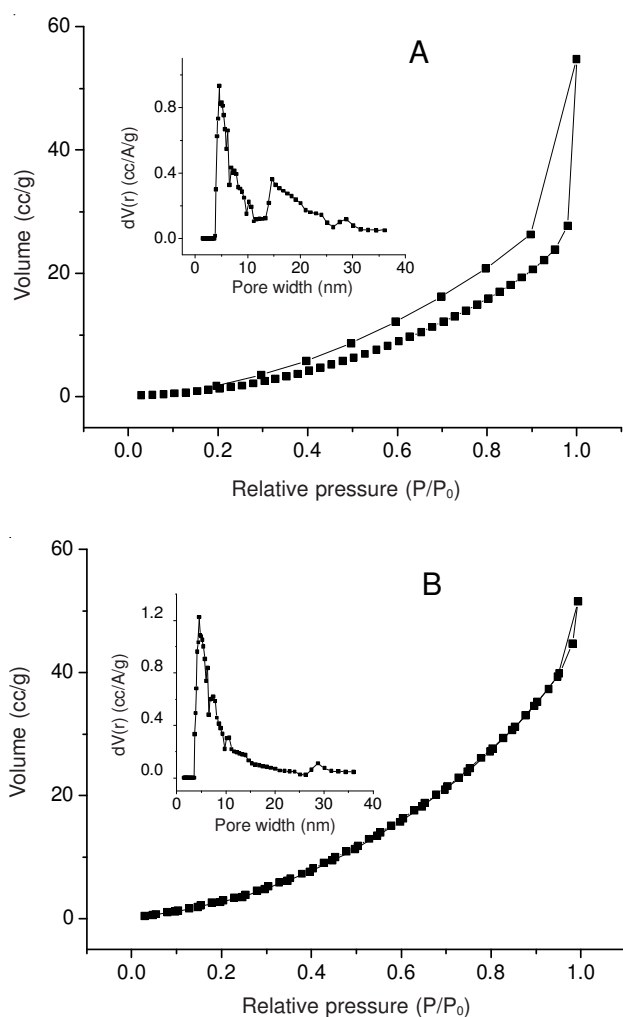 A
60
40
20
0
Volume (cc/g)
0.8
0.4
0.0
dV(r) (cc/A/g)
0 10 20 30 40
Pore width (nm)
0.0 0.2 0.4 0.6 0.8 1.0
Relative pressure (P/P₀)
B
60
40
20
0
Volume (cc/g)
1.2
0.8
0.4
0.0
dV(r) (cc/A/g)
0 10 20 30 40
Pore width (nm)
0.0 0.2 0.4 0.6 0.8 1.0
Relative pressure (P/P₀)